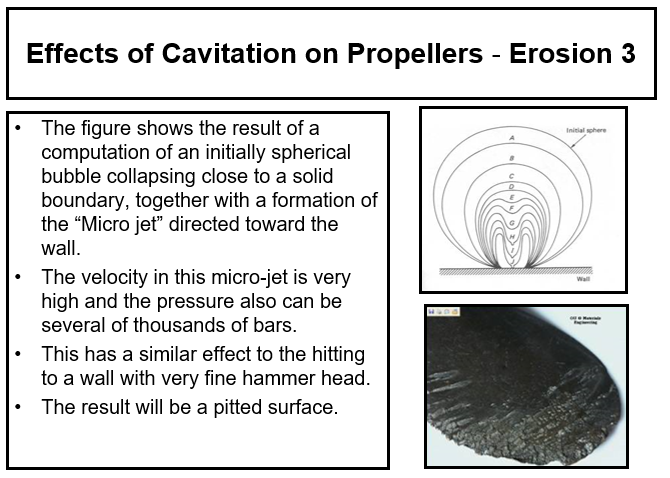 Effects of Cavitation on Propellers - Erosion 3
• The figure shows the result of a
computation of an initially spherical
bubble collapsing close to a solid
boundary, together with a formation of
the “Micro jet” directed toward the
wall.
• The velocity in this micro-jet is very
high and the pressure also can be
several of thousands of bars.
• This has a similar effect to the hitting
to a wall with very fine hammer head.
• The result will be a pitted surface.
Initial sphere
A
B
C
D
E
F
G
H
I
J
Wall
Materials
Engineering